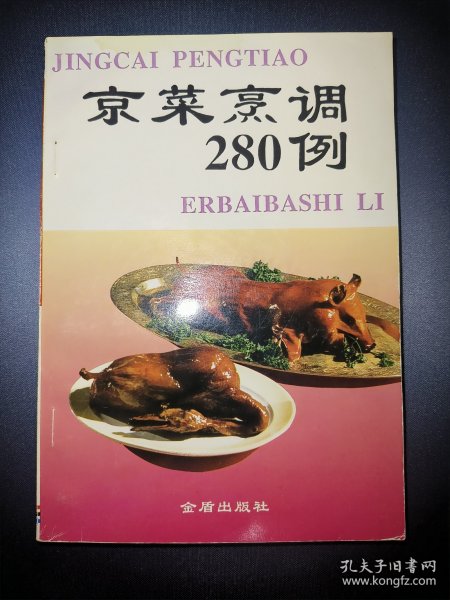 JINGCAI PENGTIAO
京菜烹调
280例
ERBAIBASHI LI
金盾出版社
孔夫子旧书网
www.kongfz.com